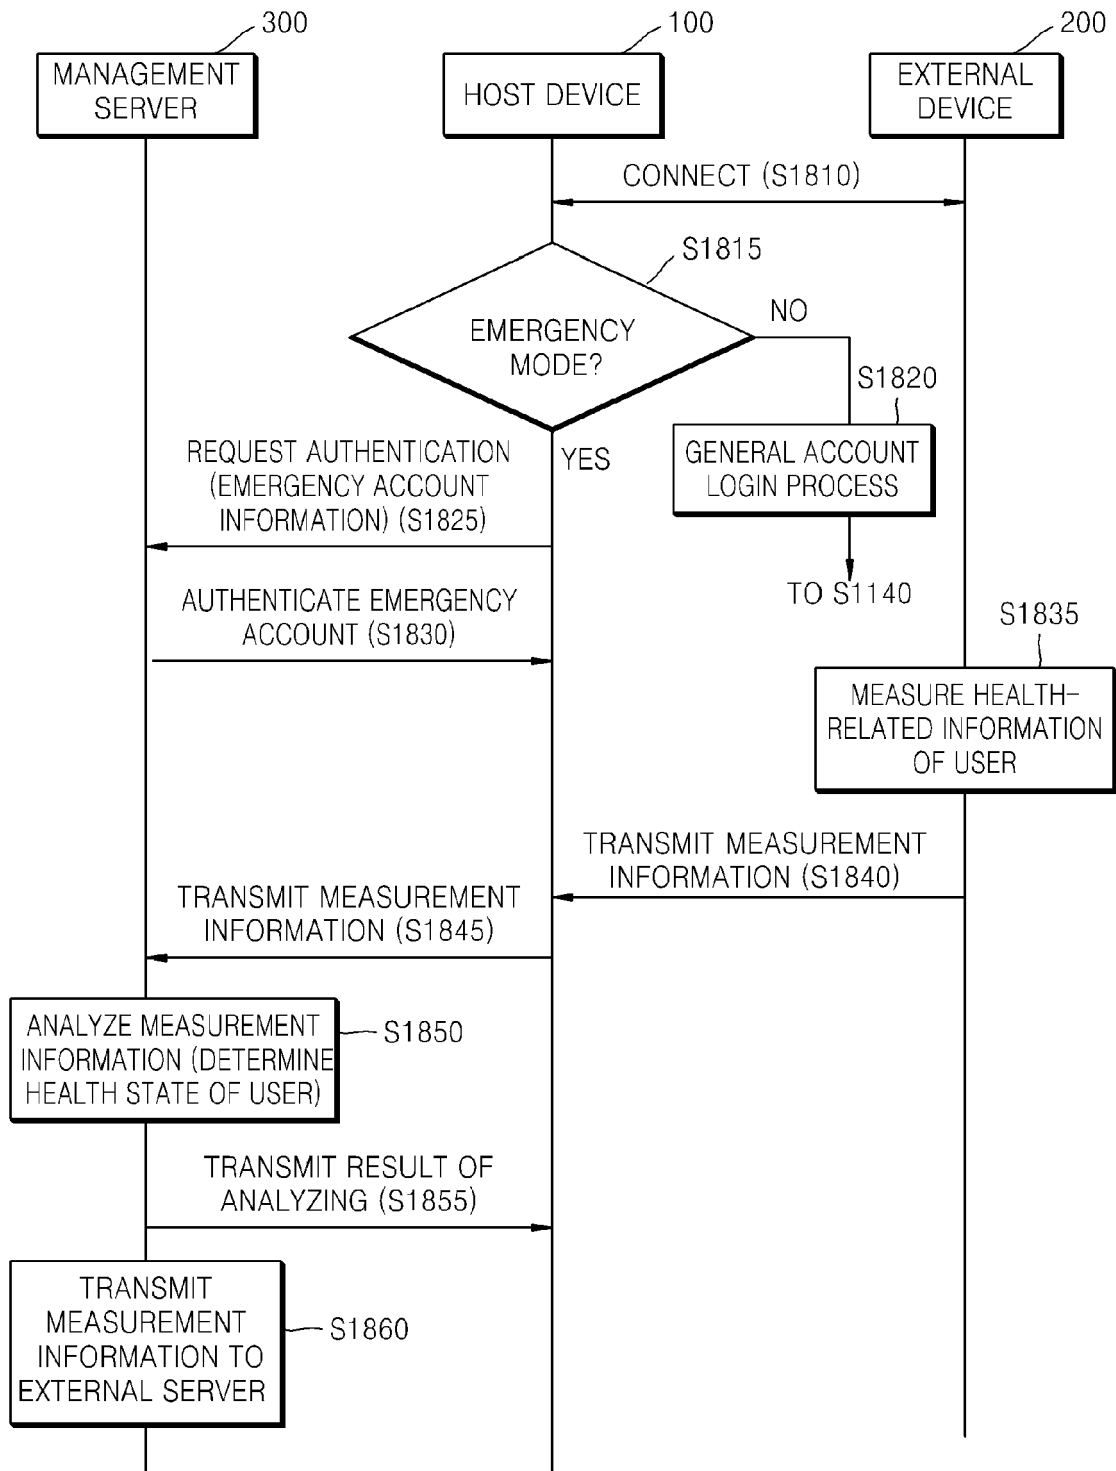 300
100
200
MANAGEMENT
SERVER
HOST DEVICE
EXTERNAL
DEVICE
CONNECT (S1810)
S1815
EMERGENCY
MODE?
NO
S1820
GENERAL ACCOUNT
LOGIN PROCESS
YES
REQUEST AUTHENTICATION
(EMERGENCY ACCOUNT
INFORMATION) (S1825)
TO S1140
AUTHENTICATE EMERGENCY
ACCOUNT (S1830)
S1835
MEASURE HEALTH-
RELATED INFORMATION
OF USER
TRANSMIT MEASUREMENT
INFORMATION (S1840)
TRANSMIT MEASUREMENT
INFORMATION (S1845)
ANALYZE MEASUREMENT
INFORMATION (DETERMINE
HEALTH STATE OF USER)
S1850
TRANSMIT RESULT OF
ANALYZING (S1855)
TRANSMIT
MEASUREMENT
INFORMATION TO
EXTERNAL SERVER
S1860